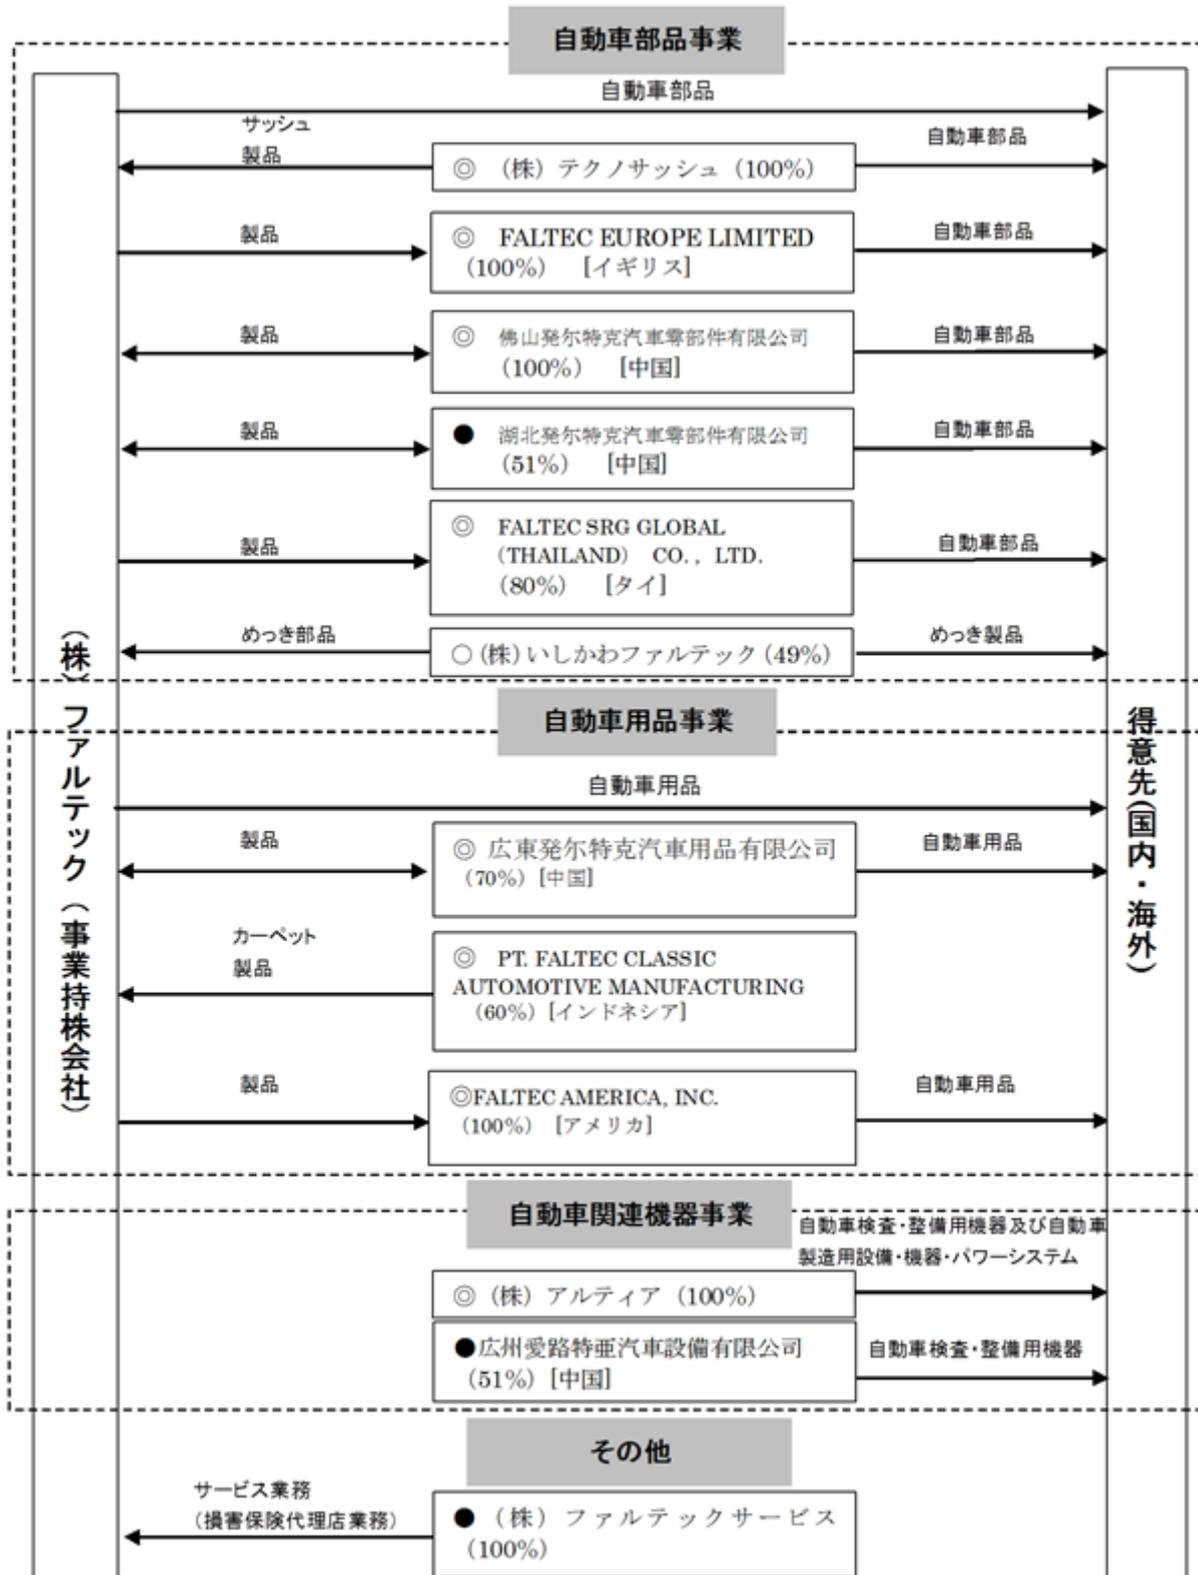 自動車部品事業
自動車部品
サッシュ
製品
◎ （株）テクノサッシュ（100%）
自動車部品
製品
◎ FALTEC EUROPE LIMITED
（100%） [イギリス]
自動車部品
製品
◎ 佛山発尔特克汽車零部件有限公司
（100%） [中国]
自動車部品
製品
● 湖北発尔特克汽車零部件有限公司
（51%） [中国]
自動車部品
製品
◎ FALTEC SRG GLOBAL
（THAILAND） CO., LTD.
（80%） [タイ]
自動車部品
めっき部品
○（株）いしかわファルテック（49%）
めっき製品
（株）ファルテック（事業持株会社）
得意先（国内・海外）
自動車用品事業
自動車用品
製品
◎ 広東発尔特克汽車用品有限公司
（70%）[中国]
自動車用品
カーペット
製品
◎ PT. FALTEC CLASSIC
AUTOMOTIVE MANUFACTURING
（60%）[インドネシア]
製品
◎FALTEC AMERICA, INC.
（100%） [アメリカ]
自動車用品
自動車関連機器事業
自動車検査・整備用機器及び自動車
製造用設備・機器・パワーシステム
◎（株）アルティア（100%）
●広州愛路特亜汽車設備有限公司
（51%）[中国]
自動車検査・整備用機器
その他
サービス業務
（損害保険代理店業務）
●（株）ファルテックサービス
（100%）